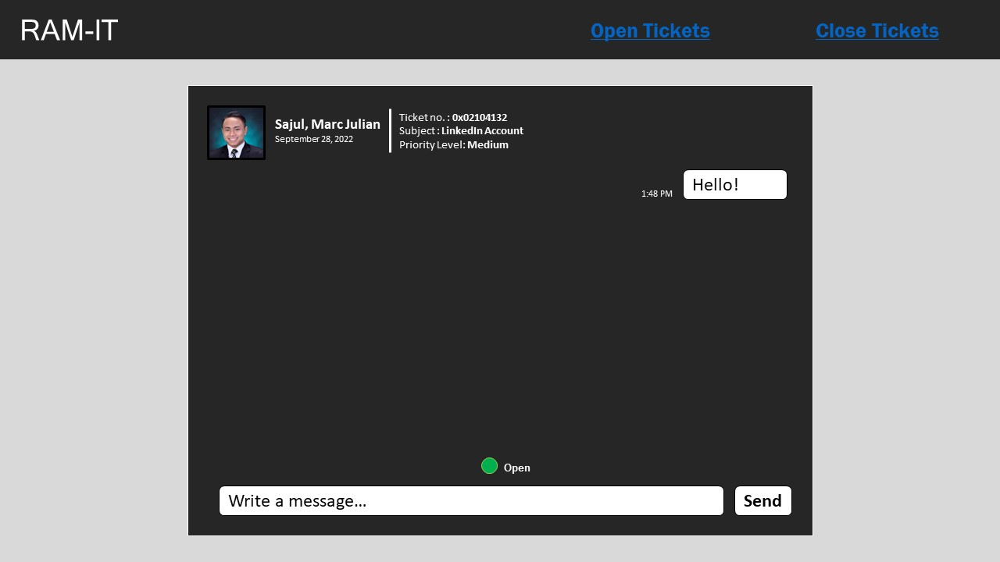 RAM-IT
Open Tickets
Close Tickets
Sajul, Marc Julian
September 28, 2022
Ticket no. : 0x02104132
Subject : LinkedIn Account
Priority Level: Medium
Hello!
1:48 PM
Open
Write a message...
Send